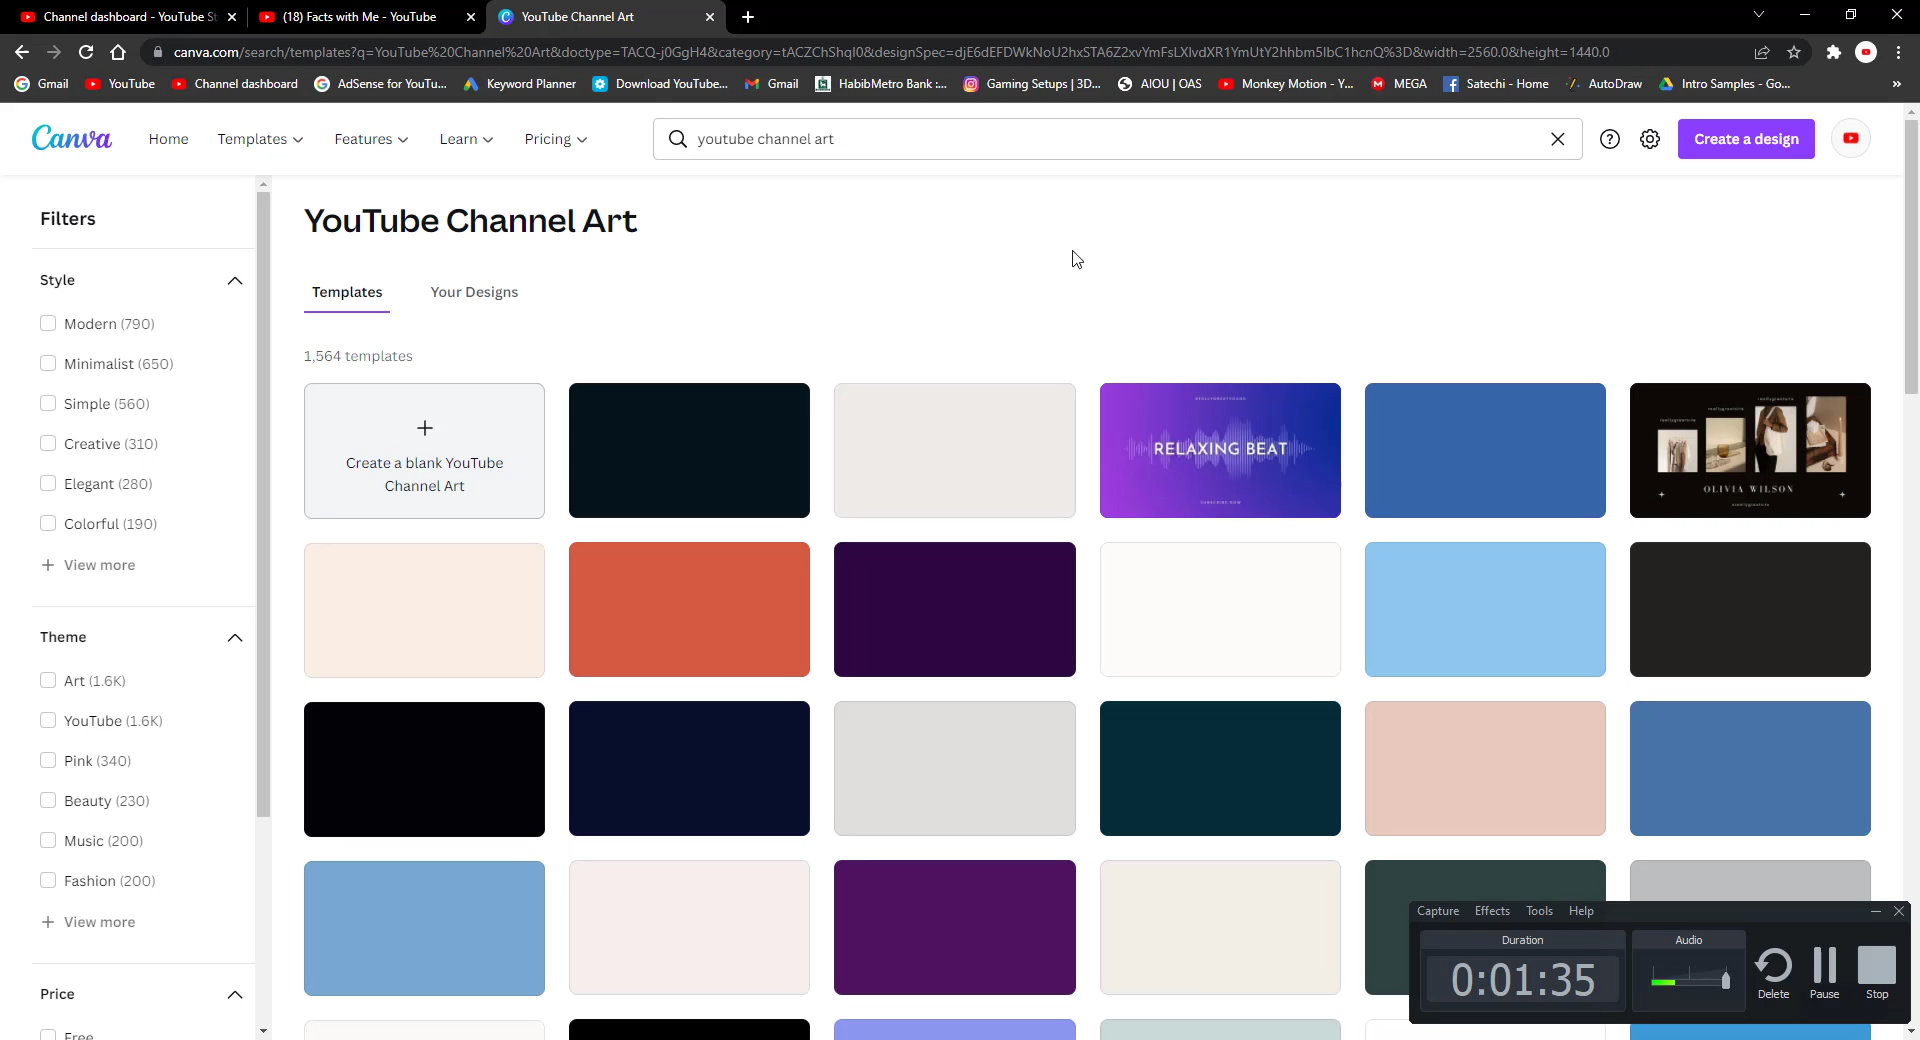 Channel dashboard - YouTube St
(18) Facts with Me - YouTube
YouTube Channel Art
canva.com/search/templates?q=YouTube%20Channel%20Art&doctype=TACQ-j0GgH4&category=tACZChShqI0&designSpec=djE6dEFDWkNoU2hxSTA6Z2xvYmFsLXlvdXR1YmUtY2hhbm5lbC1hcnQ%3D&width=2560.0&height=1440.0
Gmail
YouTube
Channel dashboard
AdSense for YouTu...
Keyword Planner
Download YouTube...
Gmail
HabibMetro Bank :...
Gaming Setups | 3D...
AIOU | OAS
Monkey Motion - Y...
MEGA
Satechi - Home
AutoDraw
Intro Samples - Go...
»
Canva
Home
Templates
Features
Learn
Pricing
youtube channel art
Create a design
Filters
Style
Modern (790)
Minimalist (650)
Simple (560)
Creative (310)
Elegant (280)
Colorful (190)
+ View more
Theme
Art (1.6K)
YouTube (1.6K)
Pink (340)
Beauty (230)
Music (200)
Fashion (200)
+ View more
Price
Free
YouTube Channel Art
Templates
Your Designs
1,564 templates
Create a blank YouTube
Channel Art
REALLYGREATSOUND
RELAXING BEAT
SUBSCRIBE NOW
OLIVIA WILSON
Capture
Effects
Tools
Help
Duration
0:01:35
Audio
Delete
Pause
Stop